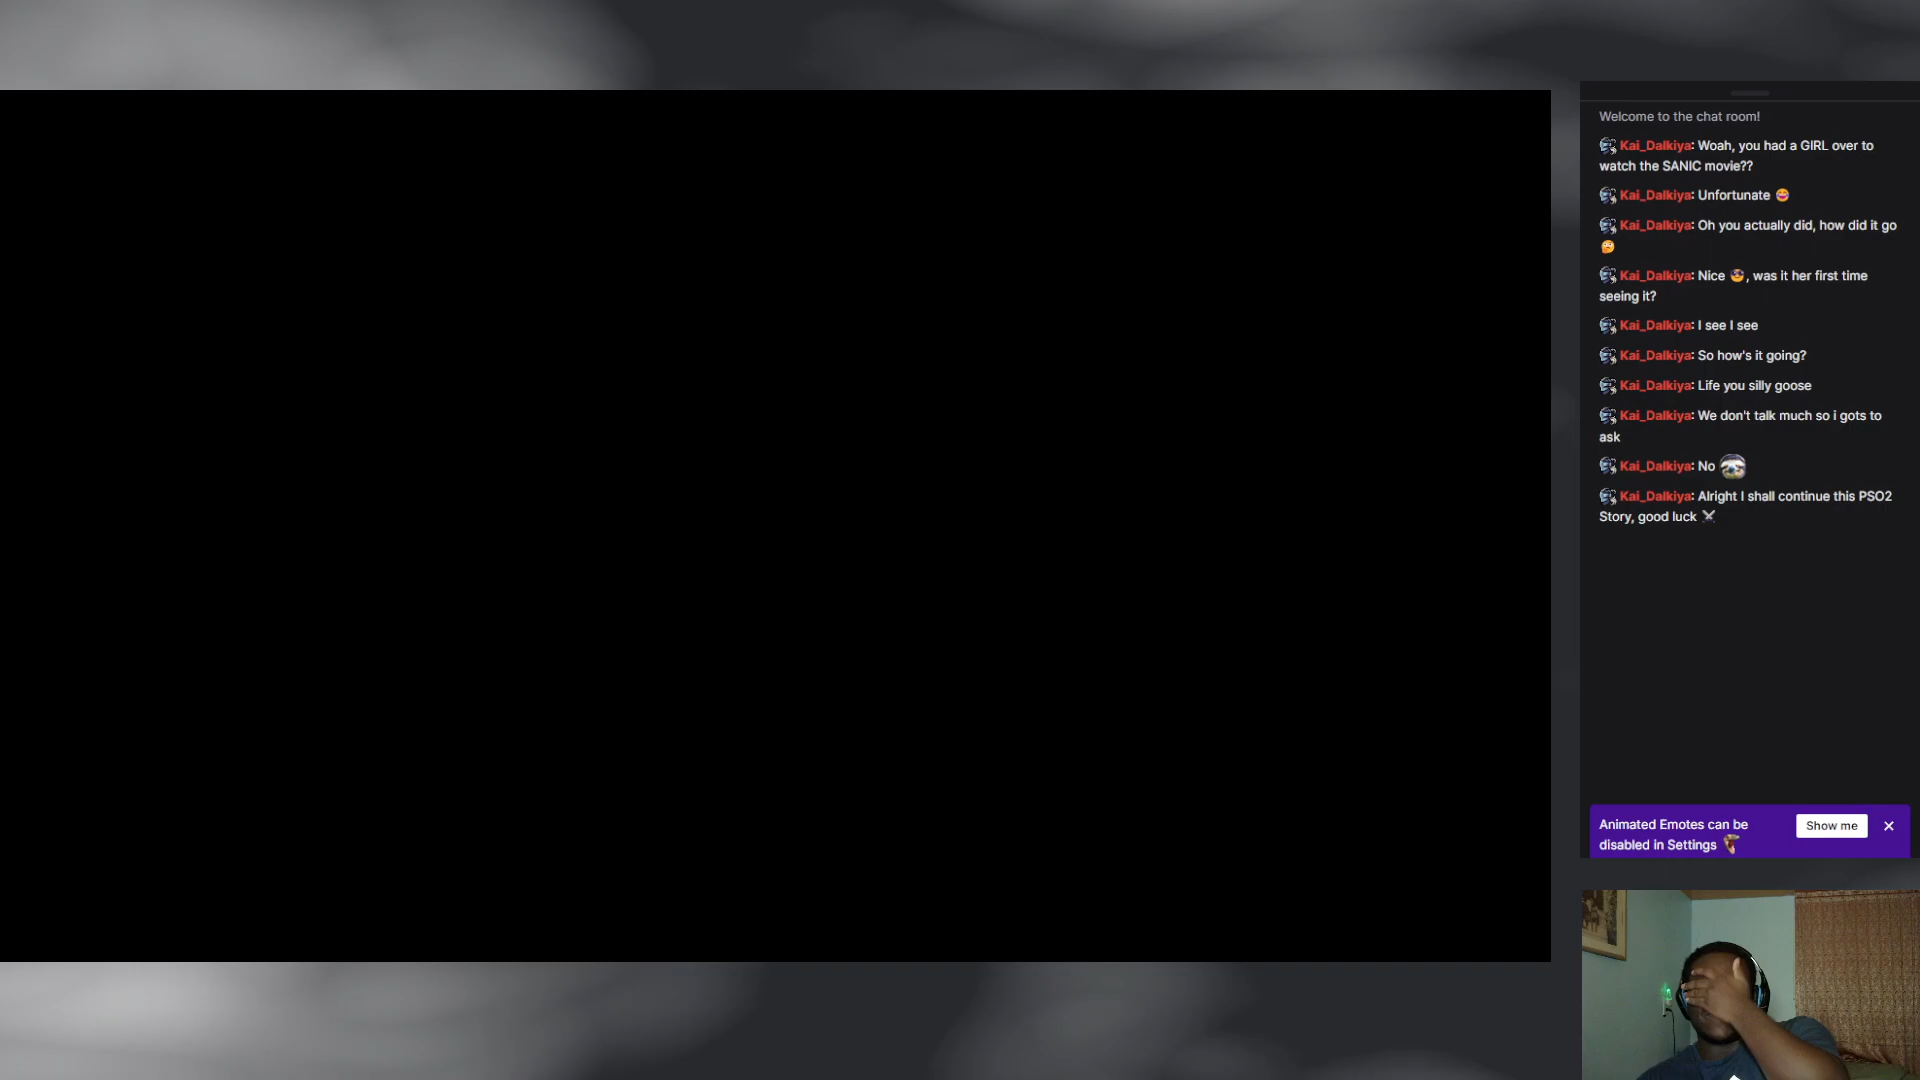 Welcome to the chat room!
Kai_Dalkiya: Woah, you had a GIRL over to
watch the SANIC movie??
Kai_Dalkiya: Unfortunate
Kai_Dalkiya: Oh you actually did, how did it go
Kai_Dalkiya: Nice , was it her first time
seeing it?
Kai_Dalkiya: I see I see
Kai_Dalkiya: So how's it going?
Kai_Dalkiya: Life you silly goose
Kai_Dalkiya: We don't talk much so i gots to
ask
Kai_Dalkiya: No
Kai_Dalkiya: Alright I shall continue this PSO2
Story, good luck
Animated Emotes can be
disabled in Settings
Show me